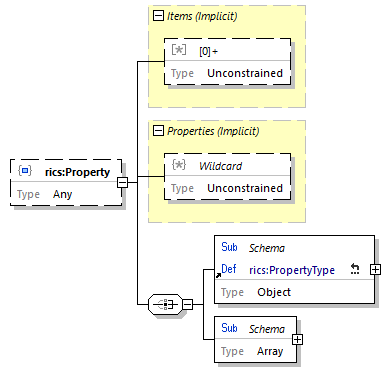 Items (Implicit)
[*] [0]+
Type Unconstrained
Properties (Implicit)
{*} Wildcard
Type Unconstrained
rics:Property
Type Any
Sub Schema
Def rics:PropertyType
Type Object
Sub Schema
Type Array